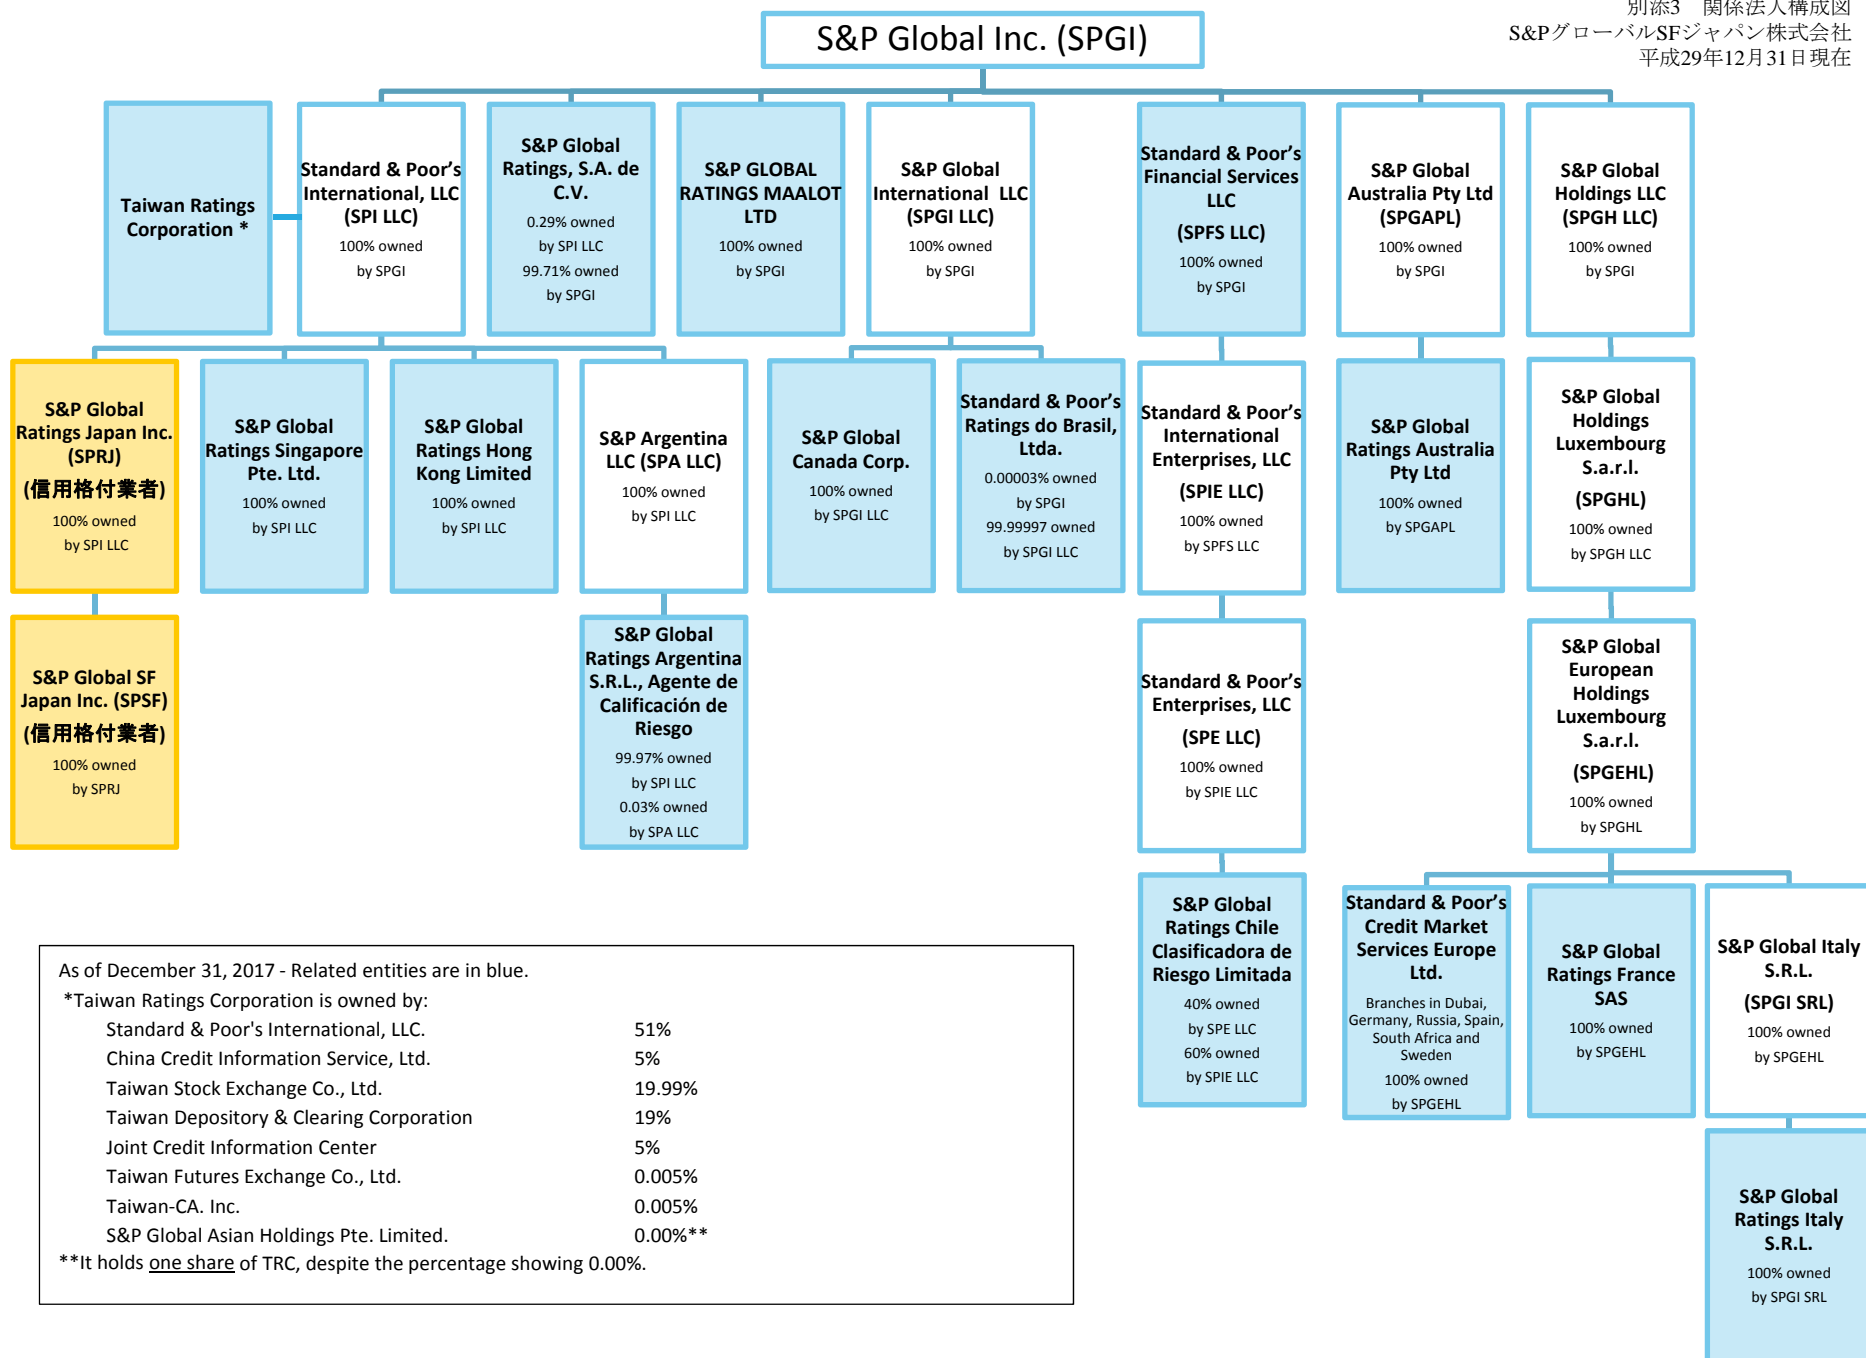 別添3　関係法人構成図
S&PグローバルSFジャパン株式会社
平成29年12月31日現在
S&P Global Inc. (SPGI)
Taiwan Ratings
Corporation *
Standard & Poor's
International, LLC
(SPI LLC)
100% owned
by SPGI
S&P Global
Ratings, S.A. de
C.V.
0.29% owned
by SPI LLC
99.71% owned
by SPGI
S&P GLOBAL
RATINGS MAALOT
LTD
100% owned
by SPGI
S&P Global
International LLC
(SPGI LLC)
100% owned
by SPGI
Standard & Poor's
Financial Services
LLC
(SPFS LLC)
100% owned
by SPGI
S&P Global
Australia Pty Ltd
(SPGAPL)
100% owned
by SPGI
S&P Global
Holdings LLC
(SPGH LLC)
100% owned
by SPGI
S&P Global
Ratings Japan Inc.
(SPRJ)
(信用格付業者)
100% owned
by SPI LLC
S&P Global
Ratings Singapore
Pte. Ltd.
100% owned
by SPI LLC
S&P Global
Ratings Hong
Kong Limited
100% owned
by SPI LLC
S&P Argentina
LLC (SPA LLC)
100% owned
by SPI LLC
S&P Global
Canada Corp.
100% owned
by SPGI LLC
Standard & Poor's
Ratings do Brasil,
Ltda.
0.00003% owned
by SPGI
99.99997 owned
by SPGI LLC
Standard & Poor's
International
Enterprises, LLC
(SPIE LLC)
100% owned
by SPFS LLC
S&P Global
Ratings Australia
Pty Ltd
100% owned
by SPGAPL
S&P Global
Holdings
Luxembourg
S.a.r.l.
(SPGHL)
100% owned
by SPGH LLC
S&P Global SF
Japan Inc. (SPSF)
(信用格付業者)
100% owned
by SPRJ
S&P Global
Ratings Argentina
S.R.L., Agente de
Calificación de
Riesgo
99.97% owned
by SPI LLC
0.03% owned
by SPA LLC
Standard & Poor's
Enterprises, LLC
(SPE LLC)
100% owned
by SPIE LLC
S&P Global
European
Holdings
Luxembourg
S.a.r.l.
(SPGEHL)
100% owned
by SPGHL
S&P Global
Ratings Chile
Clasificadora de
Riesgo Limitada
40% owned
by SPE LLC
60% owned
by SPIE LLC
Standard & Poor's
Credit Market
Services Europe
Ltd.
Branches in Dubai,
Germany, Russia, Spain,
South Africa and
Sweden
100% owned
by SPGEHL
S&P Global
Ratings France
SAS
100% owned
by SPGEHL
S&P Global Italy
S.R.L.
(SPGI SRL)
100% owned
by SPGEHL
S&P Global
Ratings Italy
S.R.L.
100% owned
by SPGI SRL
As of December 31, 2017 - Related entities are in blue.
*Taiwan Ratings Corporation is owned by:
Standard & Poor's International, LLC. 51%
China Credit Information Service, Ltd. 5%
Taiwan Stock Exchange Co., Ltd. 19.99%
Taiwan Depository & Clearing Corporation 19%
Joint Credit Information Center 5%
Taiwan Futures Exchange Co., Ltd. 0.005%
Taiwan-CA. Inc. 0.005%
S&P Global Asian Holdings Pte. Limited. 0.00%**
**It holds one share of TRC, despite the percentage showing 0.00%.